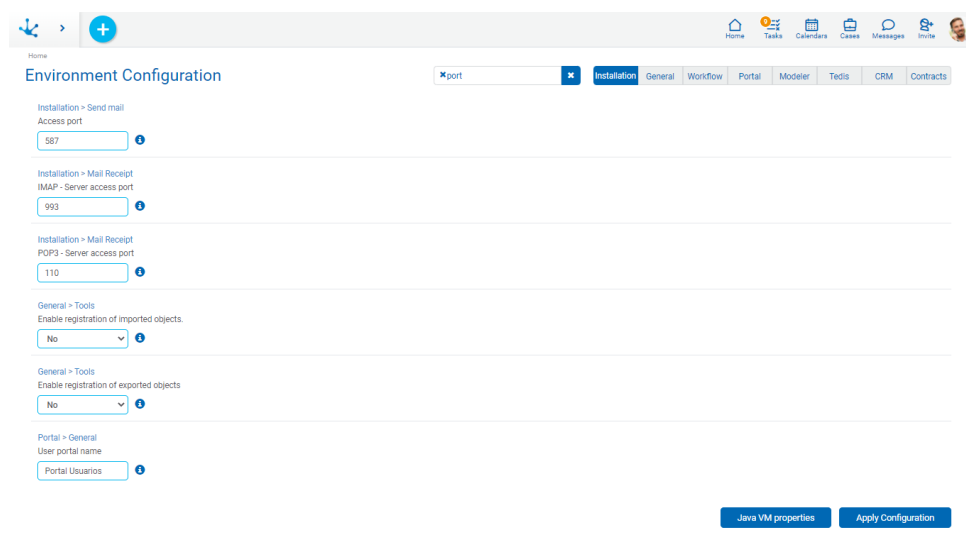 9
Home
Tasks
Calendars
Cases
Messages
Invite
Home
Environment Configuration
port
Installation
General
Workflow
Portal
Modeler
Tedis
CRM
Contracts
Installation > Send mail
Access port
587
Installation > Mail Receipt
IMAP - Server access port
993
Installation > Mail Receipt
POP3 - Server access port
110
General > Tools
Enable registration of imported objects.
No
General > Tools
Enable registration of exported objects
No
Portal > General
User portal name
Portal Usuarios
Java VM properties
Apply Configuration